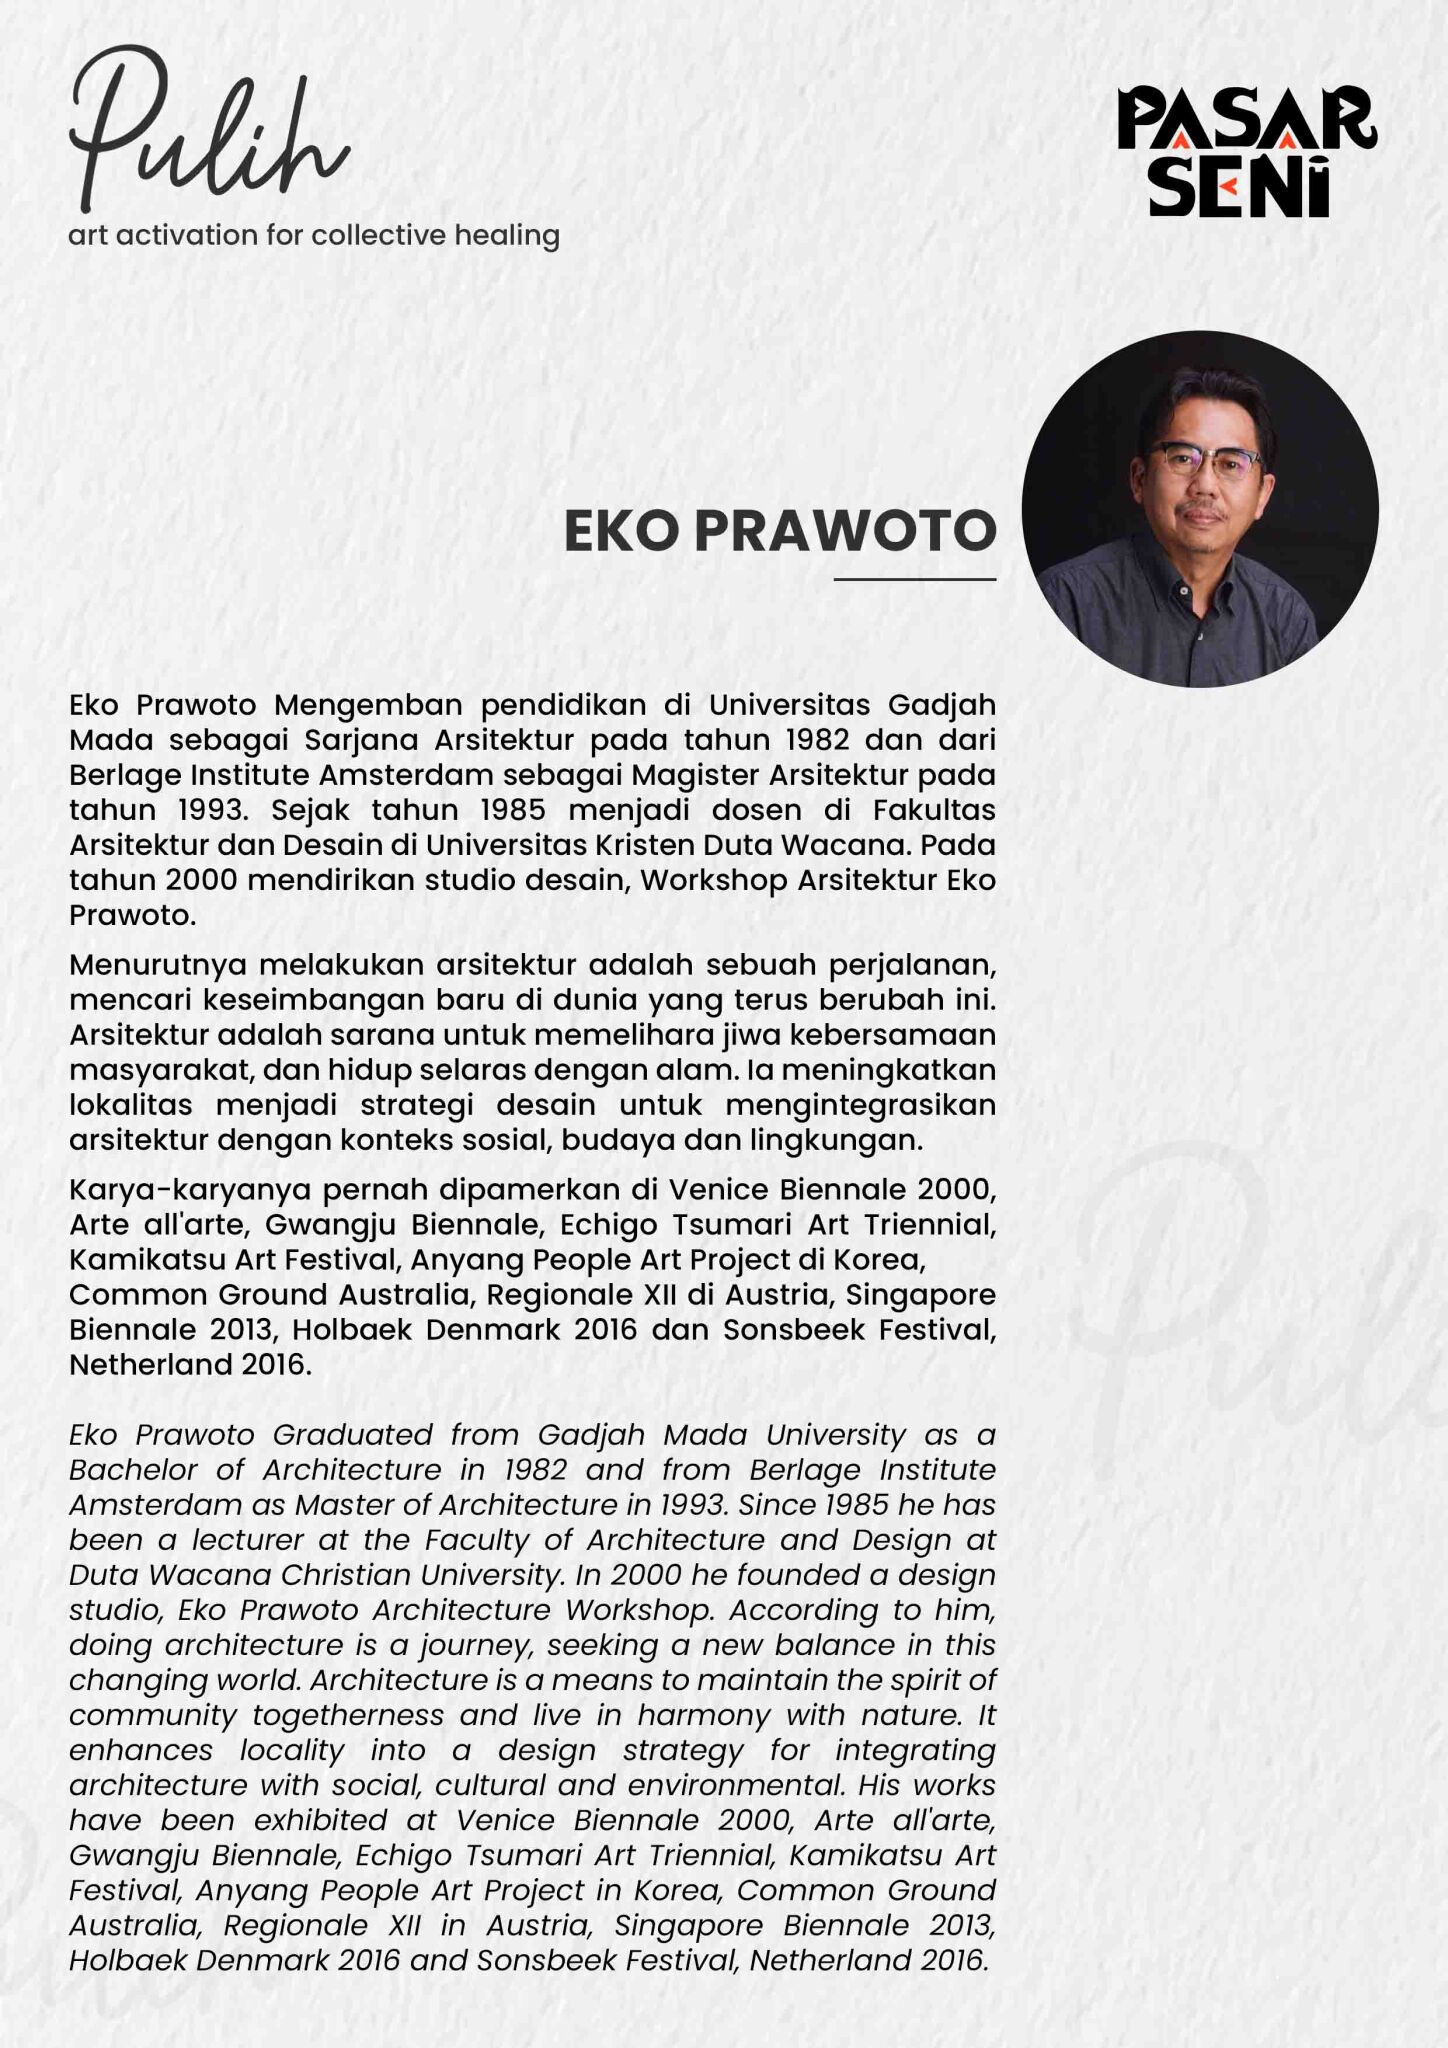 Pulih
art activation for collective healing
PASAR
SENI
EKO PRAWOTO
Eko Prawoto Mengemban pendidikan di Universitas Gadjah
Mada sebagai Sarjana Arsitektur pada tahun 1982 dan dari
Berlage Institute Amsterdam sebagai Magister Arsitektur pada
tahun 1993. Sejak tahun 1985 menjadi dosen di Fakultas
Arsitektur dan Desain di Universitas Kristen Duta Wacana. Pada
tahun 2000 mendirikan studio desain, Workshop Arsitektur Eko
Prawoto.
Menurutnya melakukan arsitektur adalah sebuah perjalanan,
mencari keseimbangan baru di dunia yang terus berubah ini.
Arsitektur adalah sarana untuk memelihara jiwa kebersamaan
masyarakat, dan hidup selaras dengan alam. Ia meningkatkan
lokalitas menjadi strategi desain untuk mengintegrasikan
arsitektur dengan konteks sosial, budaya dan lingkungan.
Karya-karyanya pernah dipamerkan di Venice Biennale 2000,
Arte all'arte, Gwangju Biennale, Echigo Tsumari Art Triennial,
Kamikatsu Art Festival, Anyang People Art Project di Korea,
Common Ground Australia, Regionale XII di Austria, Singapore
Biennale 2013, Holbaek Denmark 2016 dan Sonsbeek Festival,
Netherland 2016.
Eko Prawoto Graduated from Gadjah Mada University as a
Bachelor of Architecture in 1982 and from Berlage Institute
Amsterdam as Master of Architecture in 1993. Since 1985 he has
been a lecturer at the Faculty of Architecture and Design at
Duta Wacana Christian University. In 2000 he founded a design
studio, Eko Prawoto Architecture Workshop. According to him,
doing architecture is a journey, seeking a new balance in this
changing world. Architecture is a means to maintain the spirit of
community togetherness and live in harmony with nature. It
enhances locality into a design strategy for integrating
architecture with social, cultural and environmental. His works
have been exhibited at Venice Biennale 2000, Arte all'arte,
Gwangju Biennale, Echigo Tsumari Art Triennial, Kamikatsu Art
Festival, Anyang People Art Project in Korea, Common Ground
Australia, Regionale XII in Austria, Singapore Biennale 2013,
Holbaek Denmark 2016 and Sonsbeek Festival, Netherland 2016.